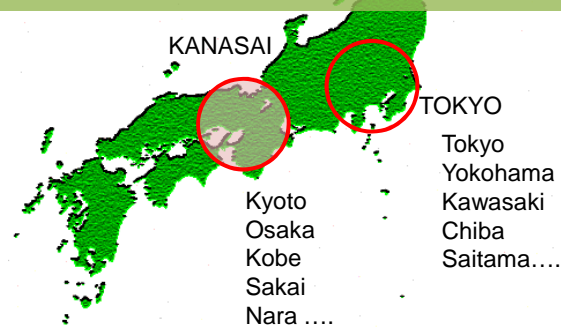 KANASAI
TOKYO
Tokyo
Yokohama
Kawasaki
Chiba
Saitama….
Kyoto
Osaka
Kobe
Sakai
Nara ….